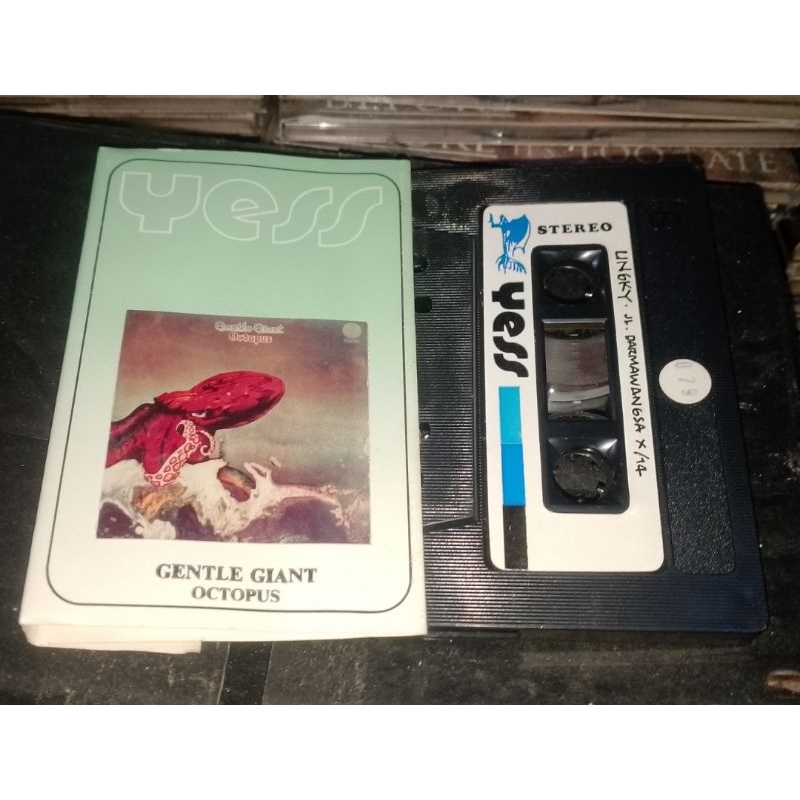 TOO LATE
yess
Gentle Giant
Octopus
GENTLE GIANT
OCTOPUS
STEREO
yess
UNGKY. JL. DARMAWANGSA X/14